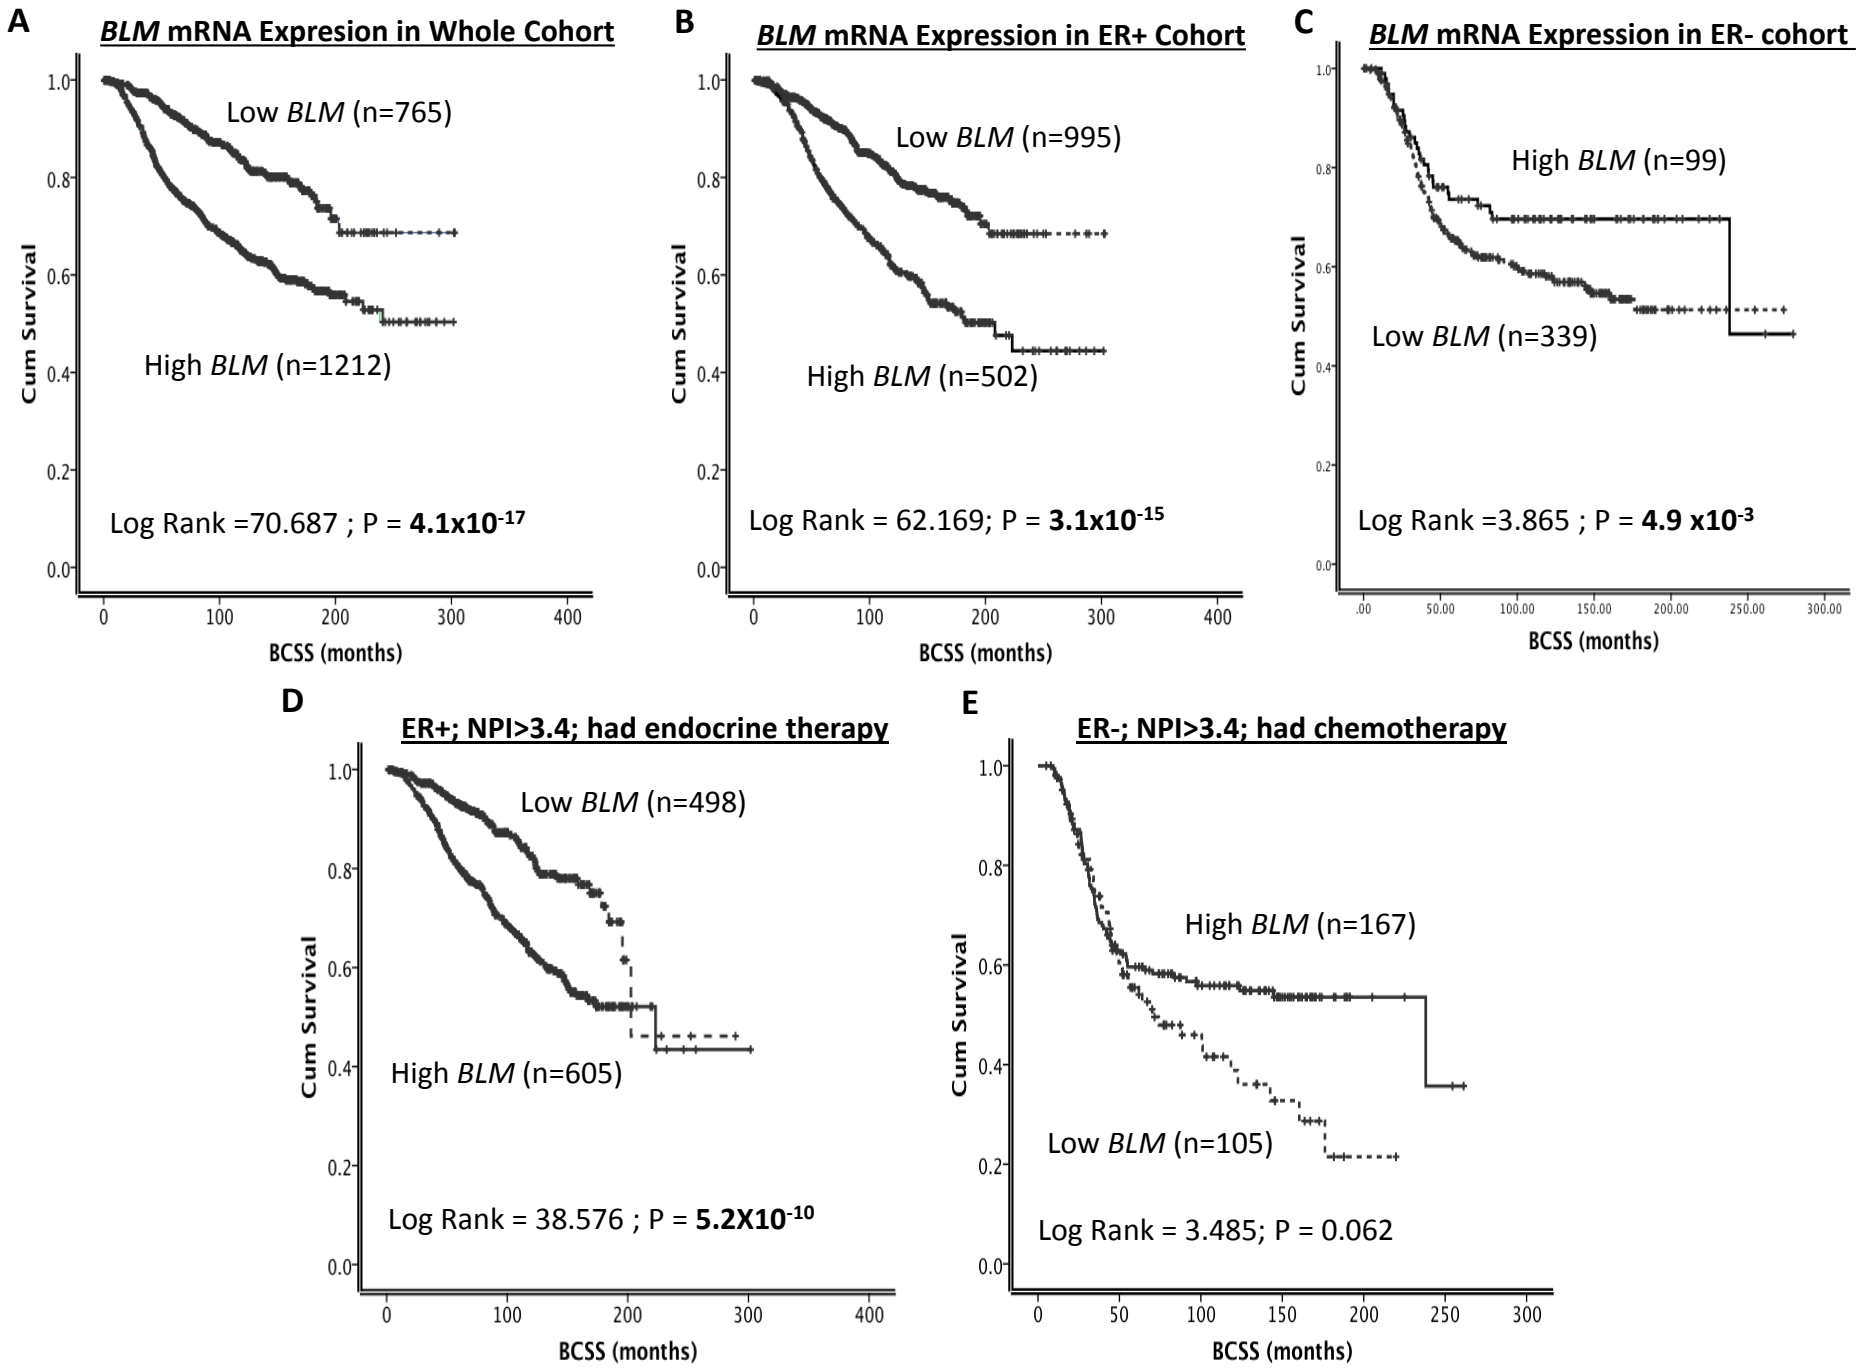 A
BLM mRNA Expresion in Whole Cohort
1.0
0.8
0.6
0.4
0.2
0.0
Cum Survival
Low BLM (n=765)
High BLM (n=1212)
Log Rank =70.687 ; P = 4.1x10-17
0 100 200 300 400
BCSS (months)
B
BLM mRNA Expression in ER+ Cohort
1.0
0.8
0.6
0.4
0.2
0.0
Cum Survival
Low BLM (n=995)
High BLM (n=502)
Log Rank = 62.169; P = 3.1x10-15
0 100 200 300 400
BCSS (months)
C
BLM mRNA Expression in ER- cohort
1.0
0.8
0.6
0.4
0.2
0.0
Cum Survival
High BLM (n=99)
Low BLM (n=339)
Log Rank =3.865 ; P = 4.9 x10-3
.00 50.00 100.00 150.00 200.00 250.00 300.00
BCSS (months)
D
ER+; NPI>3.4; had endocrine therapy
1.0
0.8
0.6
0.4
0.2
0.0
Cum Survival
Low BLM (n=498)
High BLM (n=605)
Log Rank = 38.576 ; P = 5.2X10-10
0 100 200 300 400
BCSS (months)
E
ER-; NPI>3.4; had chemotherapy
1.0
0.8
0.6
0.4
0.2
0.0
Cum Survival
High BLM (n=167)
Low BLM (n=105)
Log Rank = 3.485; P = 0.062
0 50 100 150 200 250 300
BCSS (months)